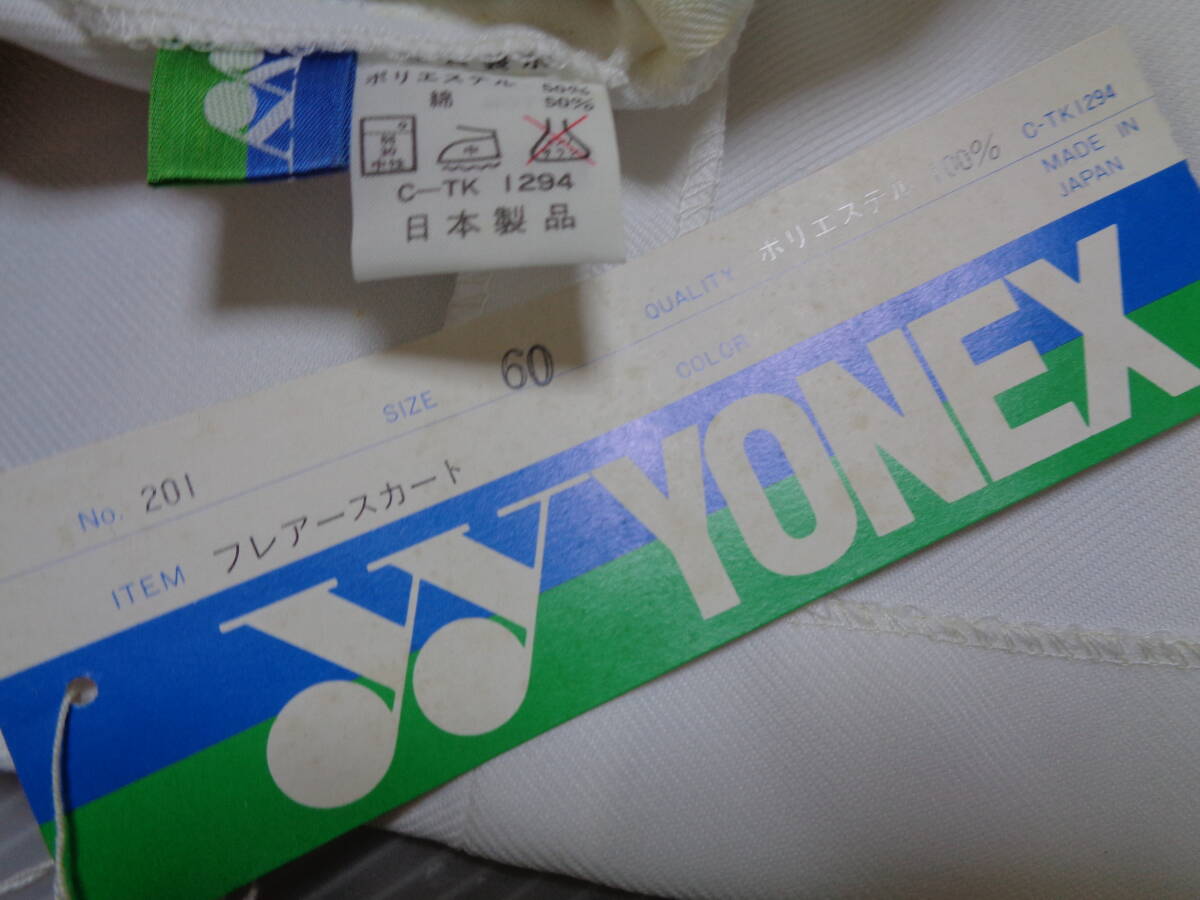 ポリエステル 50%
綿 50%
中
C-TK 1294
日本製品
No. 201
SIZE 60
QUALITY ポリエステル 100% C-TK1294
ITEM フレアースカート
COLOR
MADE IN
JAPAN
YONEX